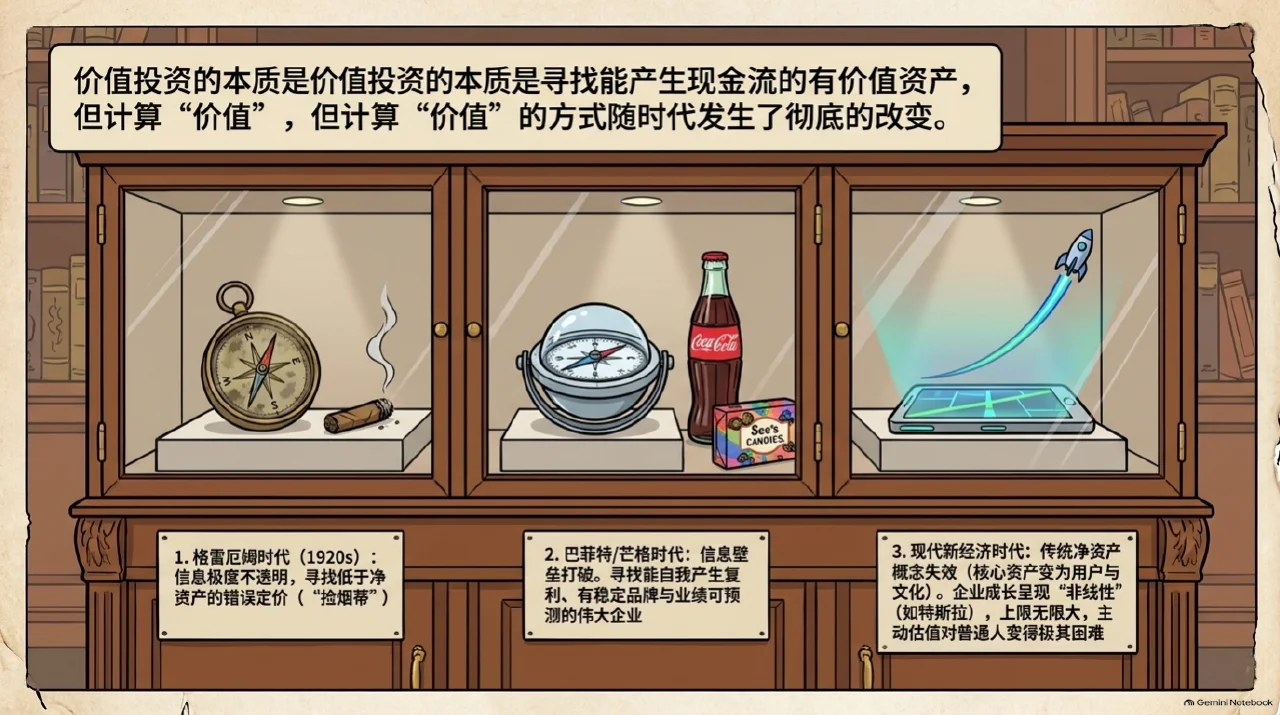 价值投资的本质是价值投资的本质是寻找能产生现金流的有价值资产，
但计算“价值”，但计算“价值”的方式随时代发生了彻底的改变。
N
E
S
W
Coca-Cola
See's
CANDIES
1. 格雷厄姆时代（1920s）：
信息极度不透明，寻找低于净
资产的错误定价（“捡烟蒂”）
2. 巴菲特/芒格时代：信息壁
垒打破。寻找能自我产生复
利、有稳定品牌与业绩可预
测的伟大企业
3. 现代新经济时代：传统净资产
概念失效（核心资产变为用户与
文化）。企业成长呈现“非线性”
（如特斯拉），上限无限大，主
动估值对普通人变得极其困难
Gemini Notebook